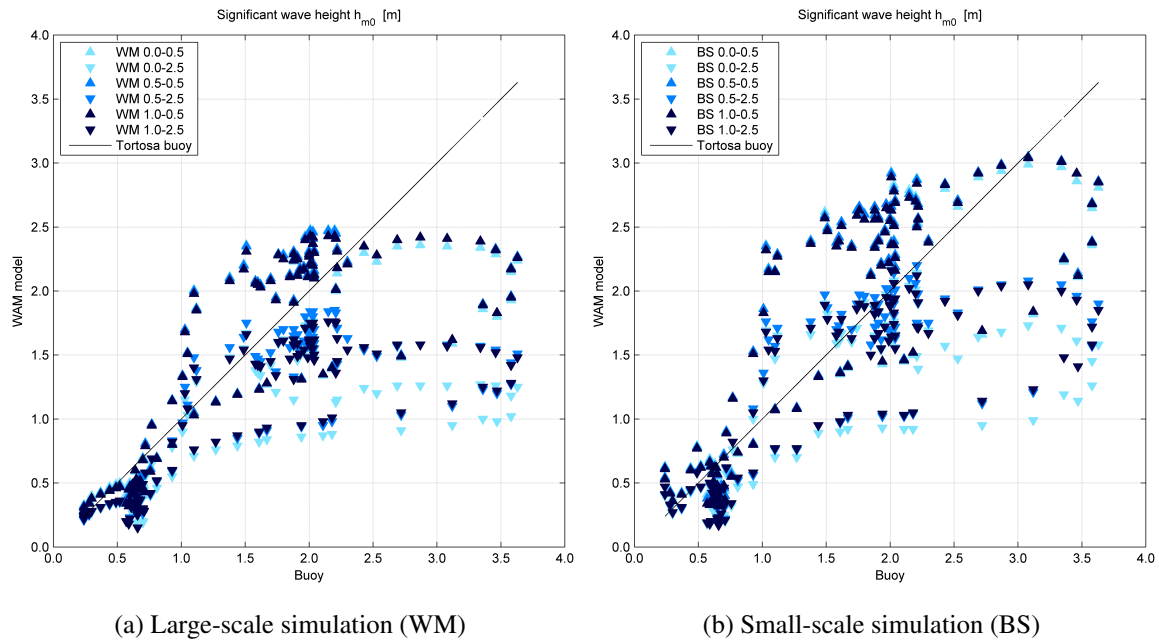 Significant wave height h_m0 [m]
WM 0.0-0.5
WM 0.0-2.5
WM 0.5-0.5
WM 0.5-2.5
WM 1.0-0.5
WM 1.0-2.5
Tortosa buoy
4.0
3.5
3.0
2.5
2.0
1.5
1.0
0.5
0.0
WAM model
0.0 0.5 1.0 1.5 2.0 2.5 3.0 3.5 4.0
Buoy
(a) Large-scale simulation (WM)
Significant wave height h_m0 [m]
BS 0.0-0.5
BS 0.0-2.5
BS 0.5-0.5
BS 0.5-2.5
BS 1.0-0.5
BS 1.0-2.5
Tortosa buoy
4.0
3.5
3.0
2.5
2.0
1.5
1.0
0.5
0.0
WAM model
0.0 0.5 1.0 1.5 2.0 2.5 3.0 3.5 4.0
Buoy
(b) Small-scale simulation (BS)